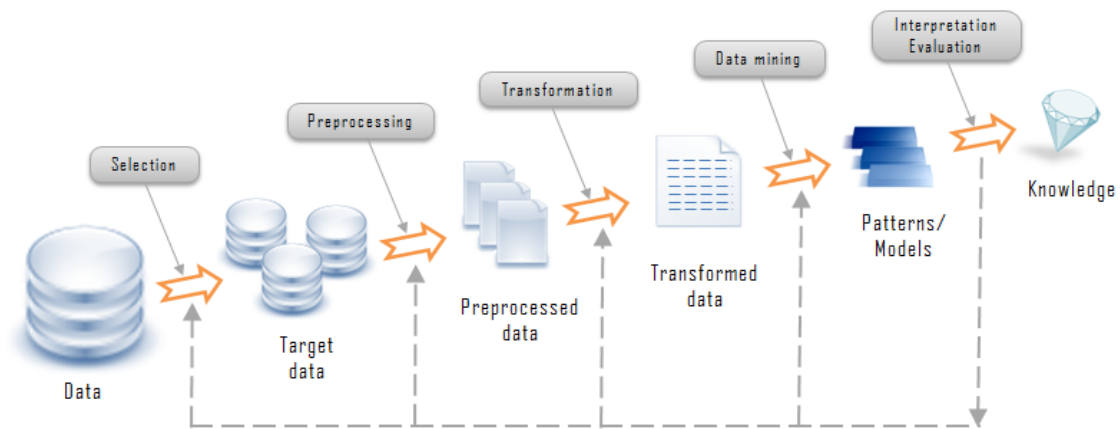 Interpretation
Evaluation
Data mining
Transformation
Preprocessing
Selection
Knowledge
Patterns/
Models
Transformed
data
Preprocessed
data
Target
data
Data